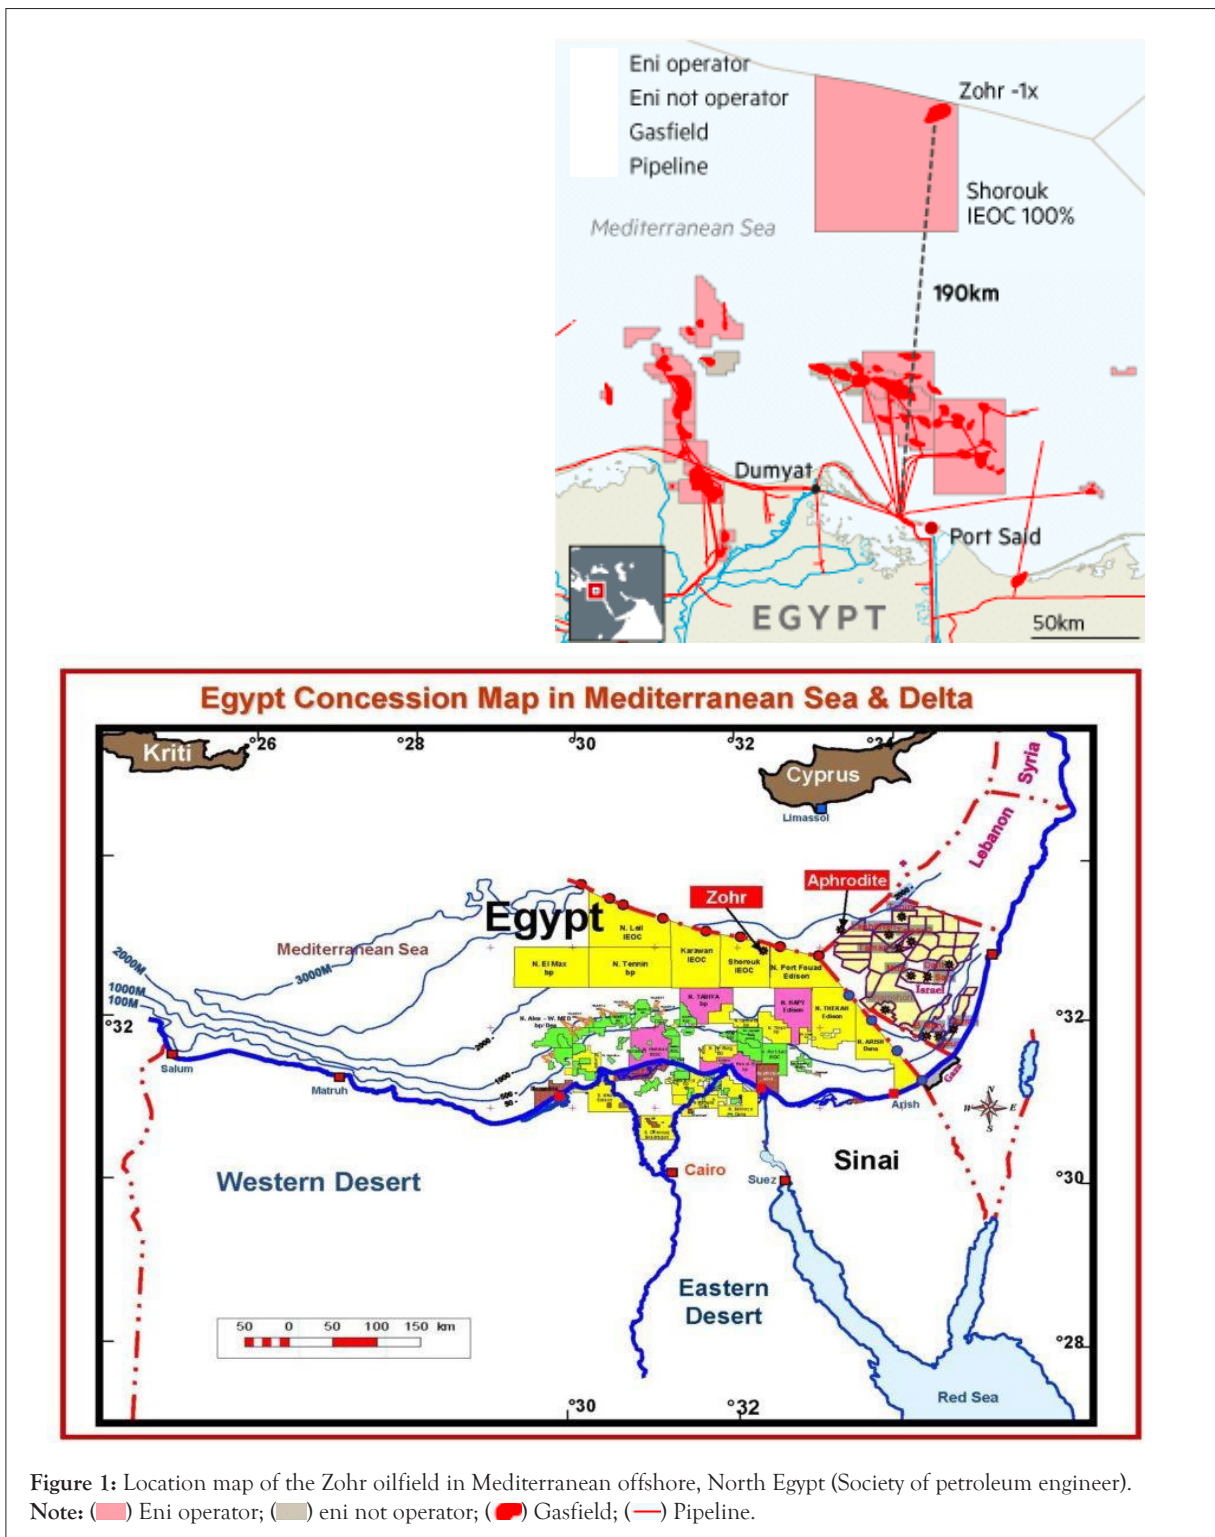 Eni operator
Eni not operator
Gasfield
Pipeline
Zohr -1x
Shorouk
IEOC 100%
Mediterranean Sea
190km
Dumyat
Port Said
EGYPT
50km
Egypt Concession Map in Mediterranean Sea & Delta
°26
°28
°30
°32
°24
Kriti
Cyprus
Limassol
Syria
Lebanon
Aphrodite
Zohr
Egypt
Mediterranean Sea
N. Leil
IEOC
Karawan
IEOC
Shorouk
IEOC
N. Port Fouad
Edison
N. El Max
bp
N. Tennin
bp
N. TABIYA
bp
N. RAFY
Edison
N. THEKAH
Edison
N. ARISH
Dana
Israel
Gaza
2000M
1000M
100M
3000M
°32
°32
Salum
Matruh
Arish
N
W E
S
Sinai
Cairo
Suez
°30
Western Desert
Eastern
Desert
°28
50 0 50 100 150 km
Red Sea
°30
°32
Figure 1: Location map of the Zohr oilfield in Mediterranean offshore, North Egypt (Society of petroleum engineer).
Note: ( ) Eni operator; ( ) eni not operator; ( ) Gasfield; ( ) Pipeline.